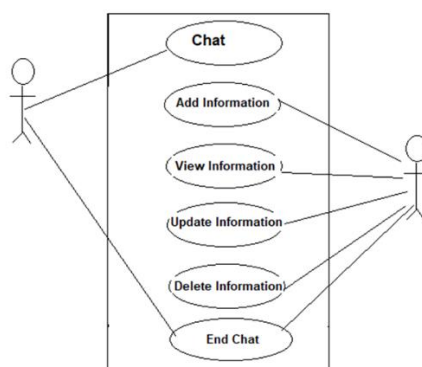 Chat
Add Information
View Information
Update Information
Delete Information
End Chat